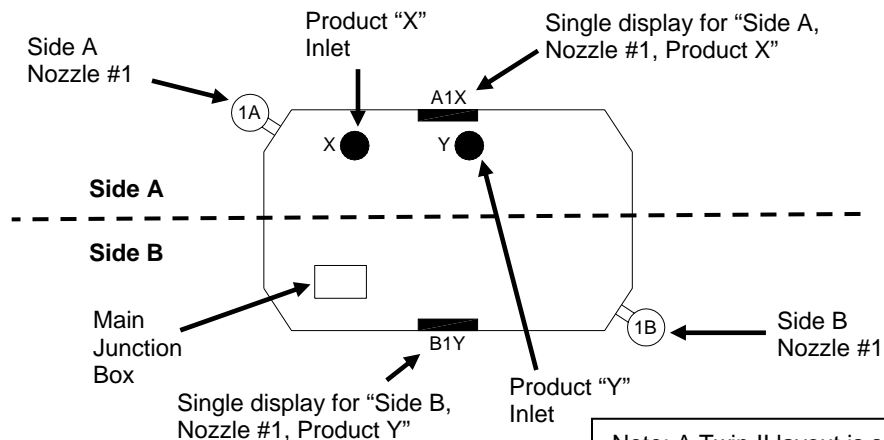 Product “X”
Inlet
Single display for “Side A,
Nozzle #1, Product X”
Side A
Nozzle #1
1A
A1X
X
Y
Side A
Side B
Main
Junction
Box
B1Y
1B
Side B
Nozzle #1
Single display for “Side B,
Nozzle #1, Product Y”
Product “Y”
Inlet
Note: A Twin II layout is